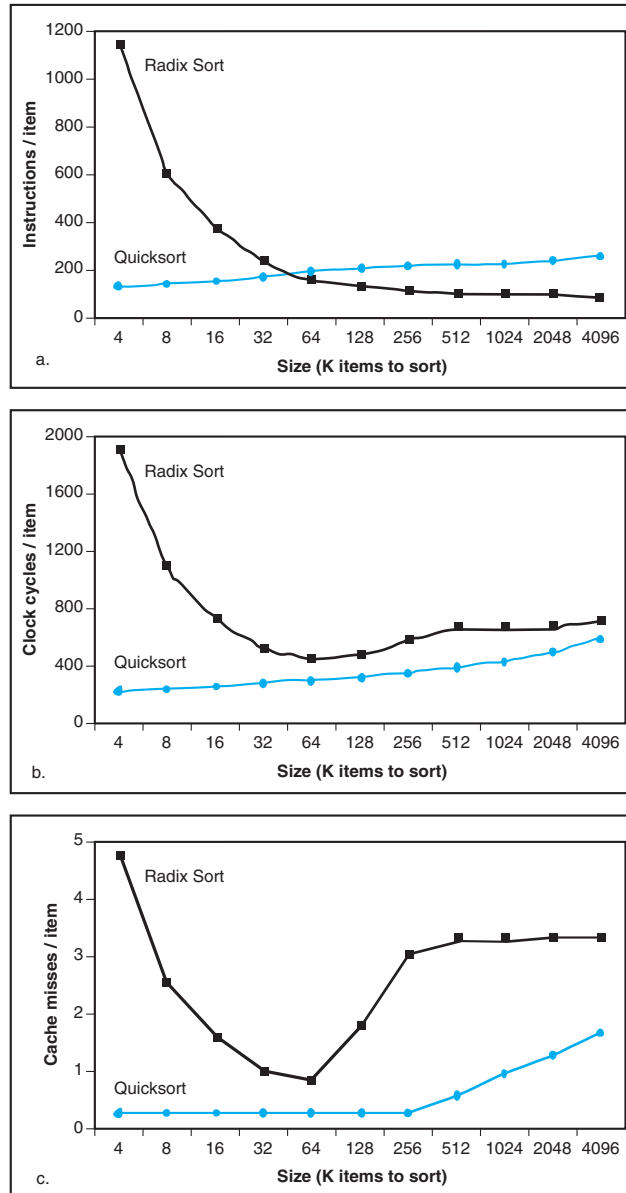 1200
Radix Sort
1000
800
600
400
Quicksort
200
0
4 8 16 32 64 128 256 512 1024 2048 4096
Instructions / item
Size (K items to sort)
a.
2000
Radix Sort
1600
1200
800
Quicksort
400
0
4 8 16 32 64 128 256 512 1024 2048 4096
Clock cycles / item
Size (K items to sort)
b.
5
Radix Sort
4
3
2
1
Quicksort
0
4 8 16 32 64 128 256 512 1024 2048 4096
Cache misses / item
Size (K items to sort)
c.